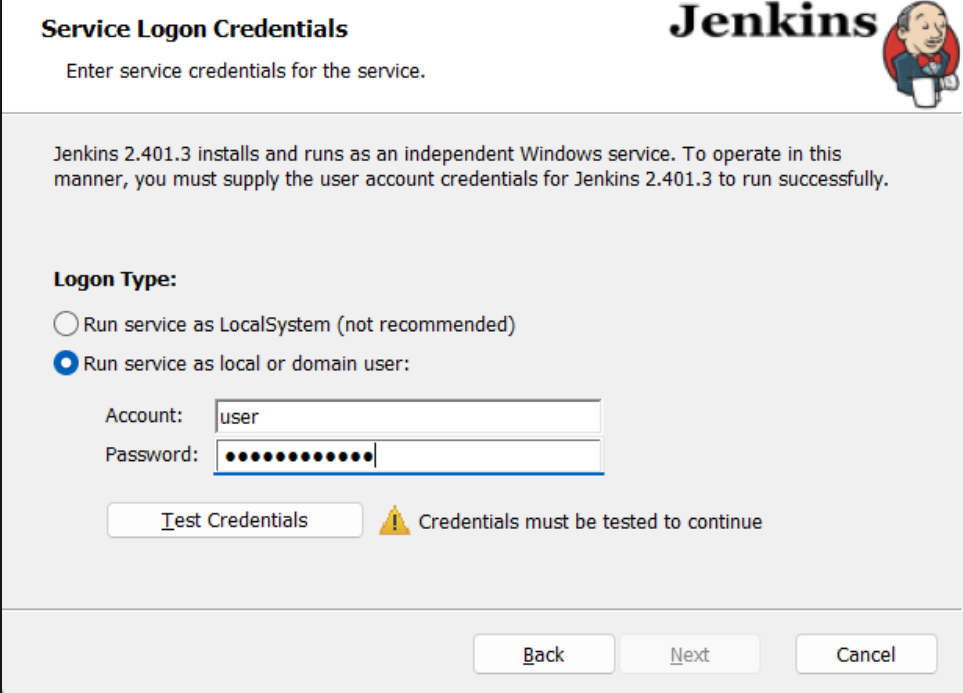 Service Logon Credentials
Jenkins
Enter service credentials for the service.
Jenkins 2.401.3 installs and runs as an independent Windows service. To operate in this
manner, you must supply the user account credentials for Jenkins 2.401.3 to run successfully.
Logon Type:
Run service as LocalSystem (not recommended)
Run service as local or domain user:
Account: user
Password: ●●●●●●●●●●●●
Test Credentials Credentials must be tested to continue
Back Next Cancel